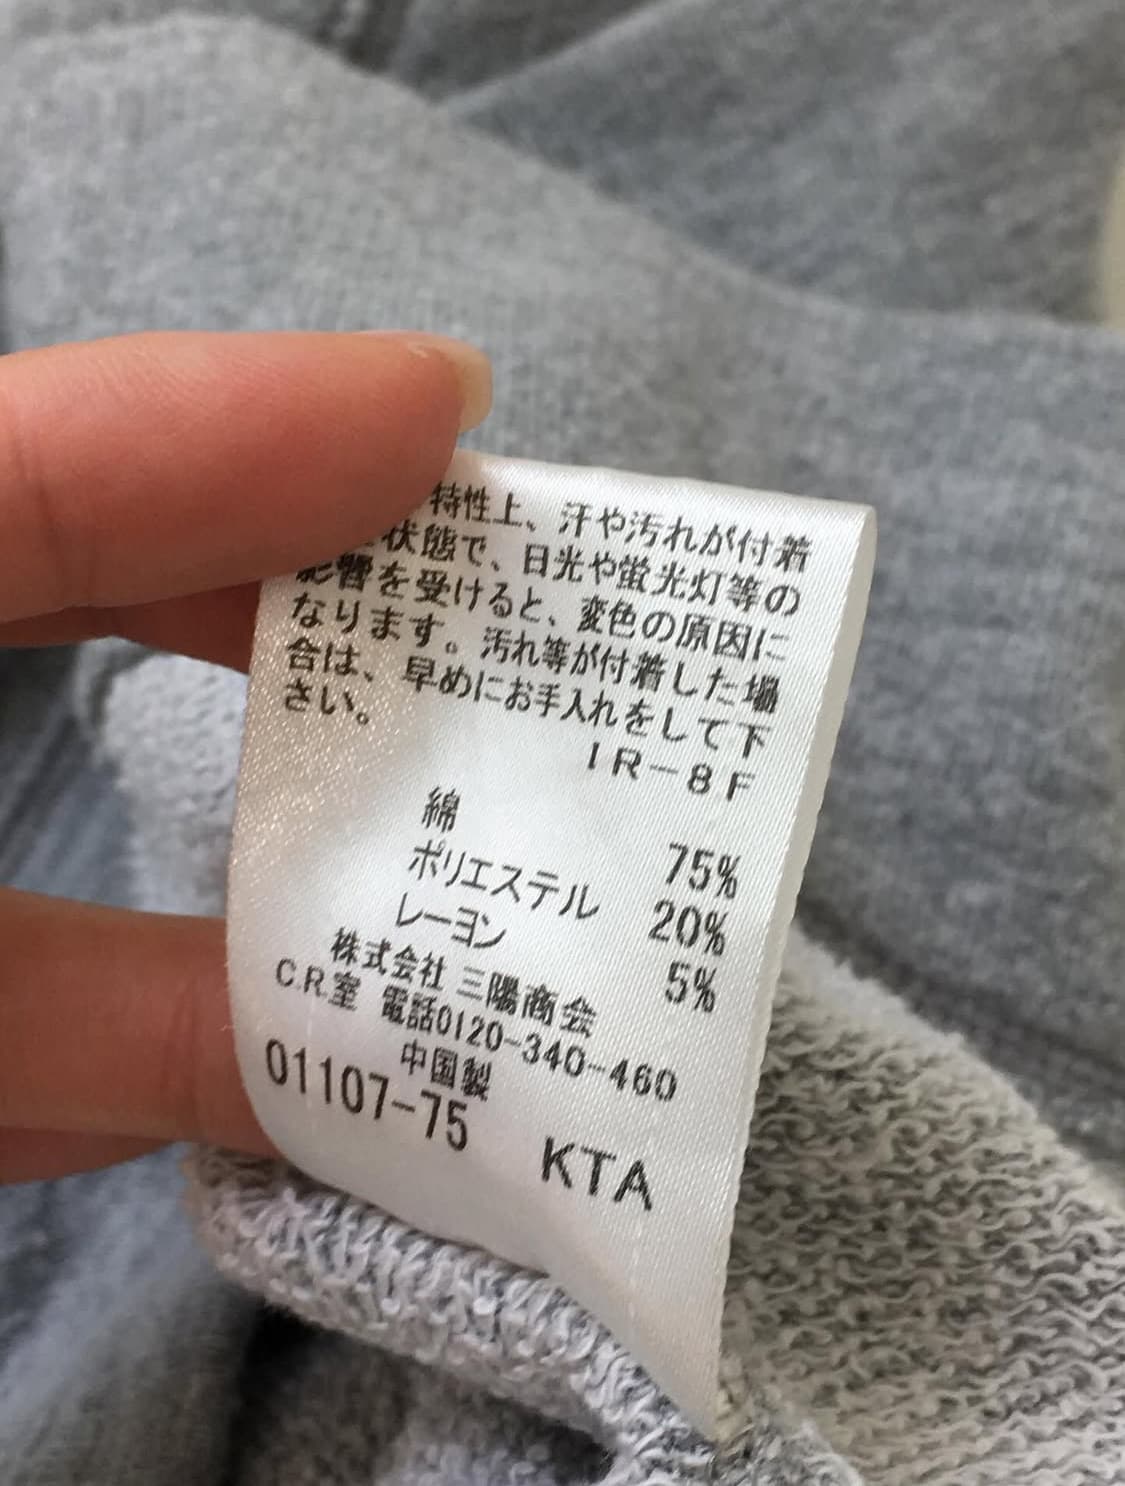 特性上、汗や汚れが付着
状態で、日光や蛍光灯等の
影響を受けると、変色の原因に
なります。汚れ等が付着した場
合は、早めにお手入れをして下
さい。
IR-8F
綿 75%
ポリエステル 20%
レーヨン 5%
株式会社 三陽商会
C.R.室 電話0120-340-460
中国製
01107-75 KTA